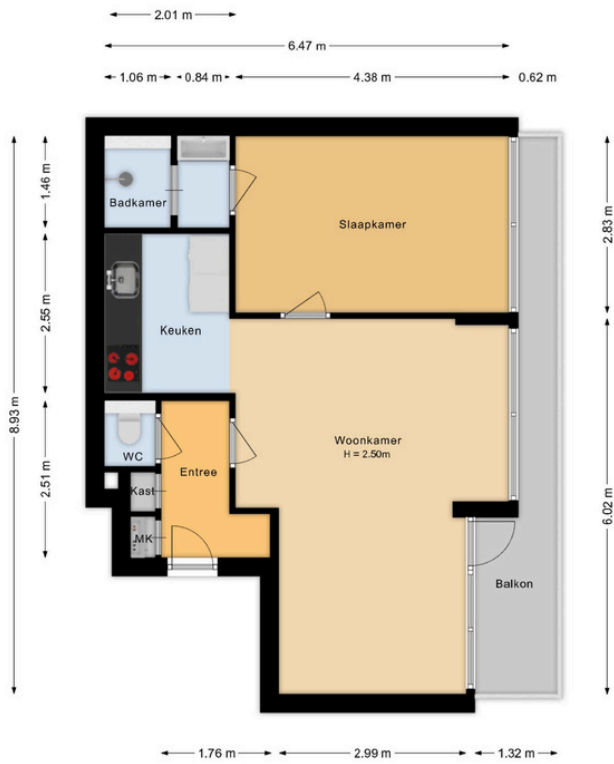 2.01 m
6.47 m
1.06 m
0.84 m
4.38 m
0.62 m
1.46 m
2.83 m
Badkamer
Slaapkamer
2.55 m
Keuken
8.93 m
Woonkamer
H = 2.50m
2.51 m
WC
Entree
Kast
6.02 m
MK
Balkon
1.76 m
2.99 m
1.32 m